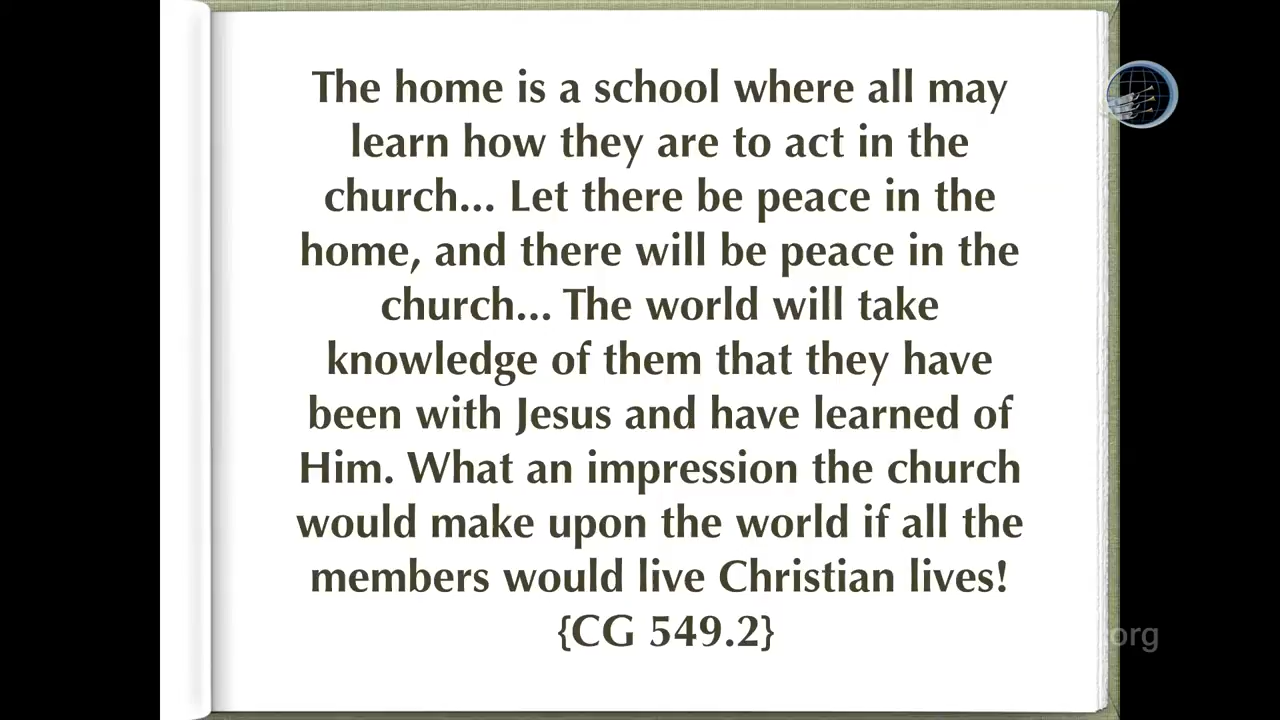 The home is a school where all may
learn how they are to act in the
church... Let there be peace in the
home, and there will be peace in the
church... The world will take
knowledge of them that they have
been with Jesus and have learned of
Him. What an impression the church
would make upon the world if all the
members would live Christian lives!
{CG 549.2}
org